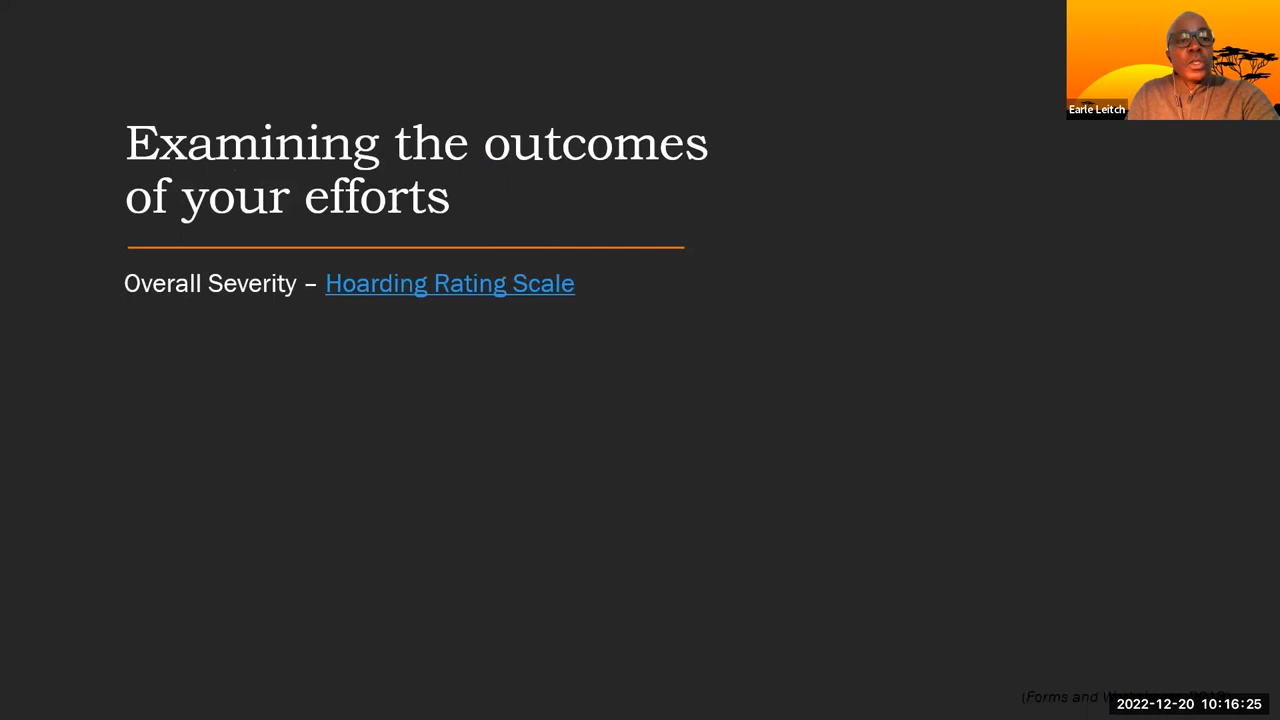 Earle Leitch
Examining the outcomes
of your efforts
Overall Severity – Hoarding Rating Scale
(Forms and
2022-12-20 10:16:25